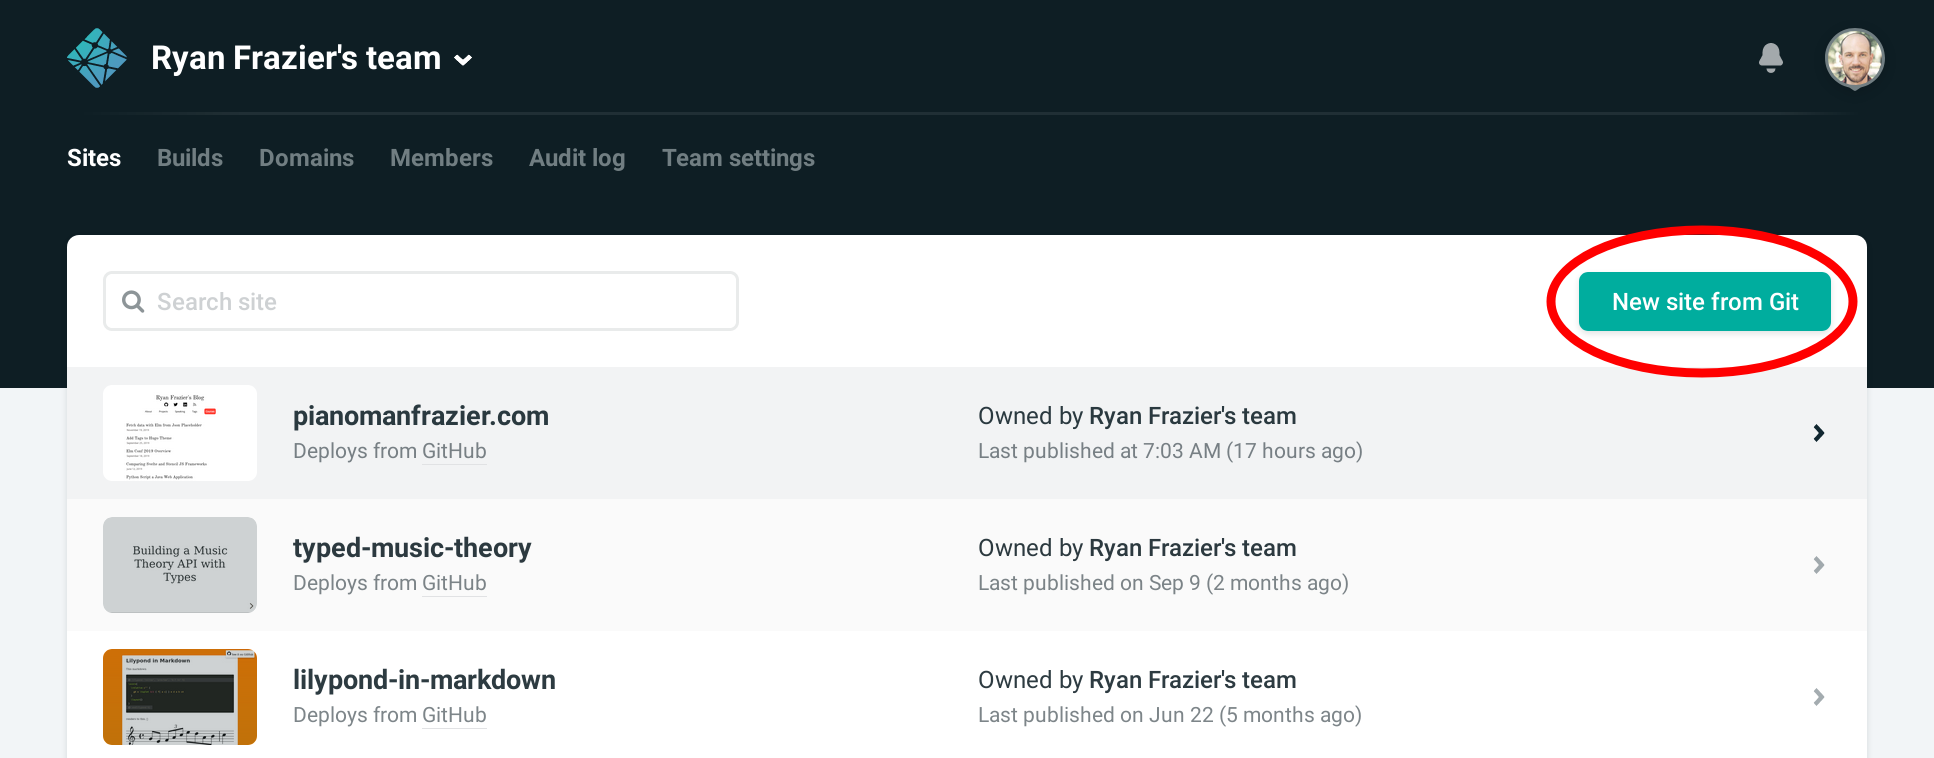 Ryan Frazier's team
Sites Builds Domains Members Audit log Team settings
Search site
New site from Git
Ryan Frazier's Blog
pianomanfrazier.com
Deploys from GitHub
Owned by Ryan Frazier's team
Last published at 7:03 AM (17 hours ago)
Building a Music
Theory API with
Types
typed-music-theory
Deploys from GitHub
Owned by Ryan Frazier's team
Last published on Sep 9 (2 months ago)
Lilypond in Markdown
lilypond-in-markdown
Deploys from GitHub
Owned by Ryan Frazier's team
Last published on Jun 22 (5 months ago)